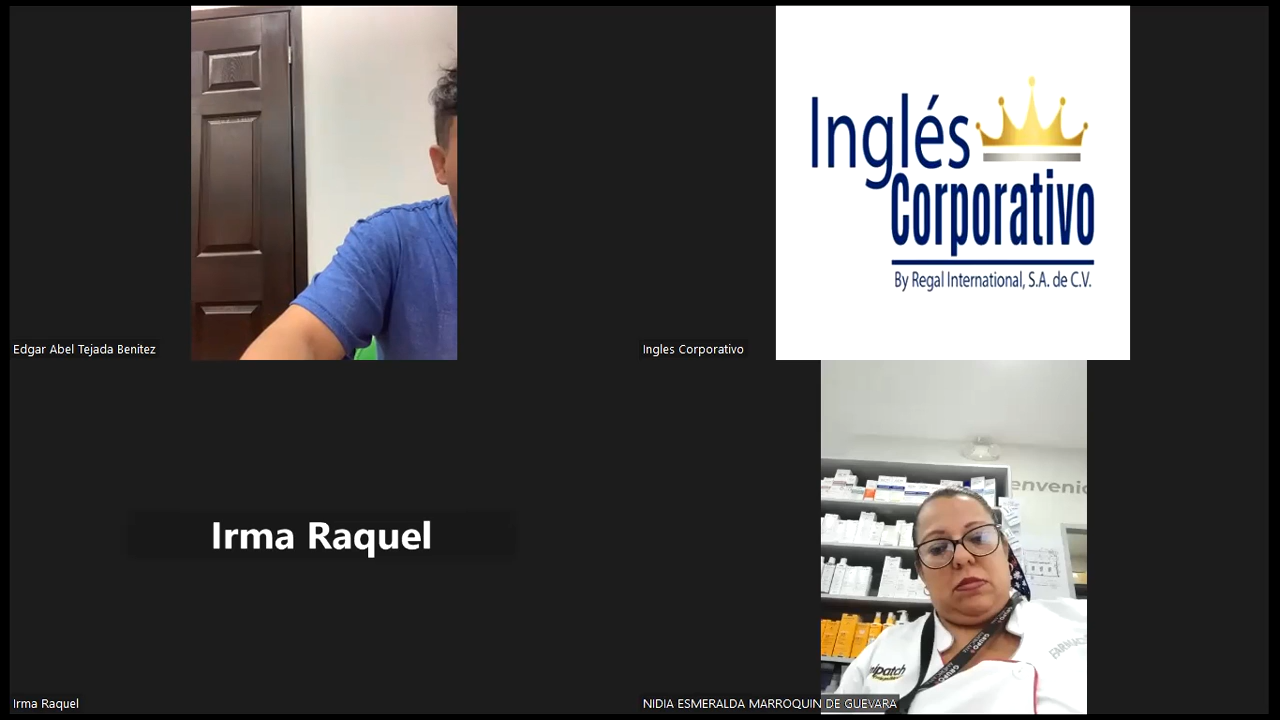 Inglés
Corporativo
By Regal International, S.A. de C.V.
Edgar Abel Tejada Benitez
Ingles Corporativo
envenid
Irma Raquel
Irma Raquel
NIDIA ESMERALDA MARROQUIN DE GUEVARA